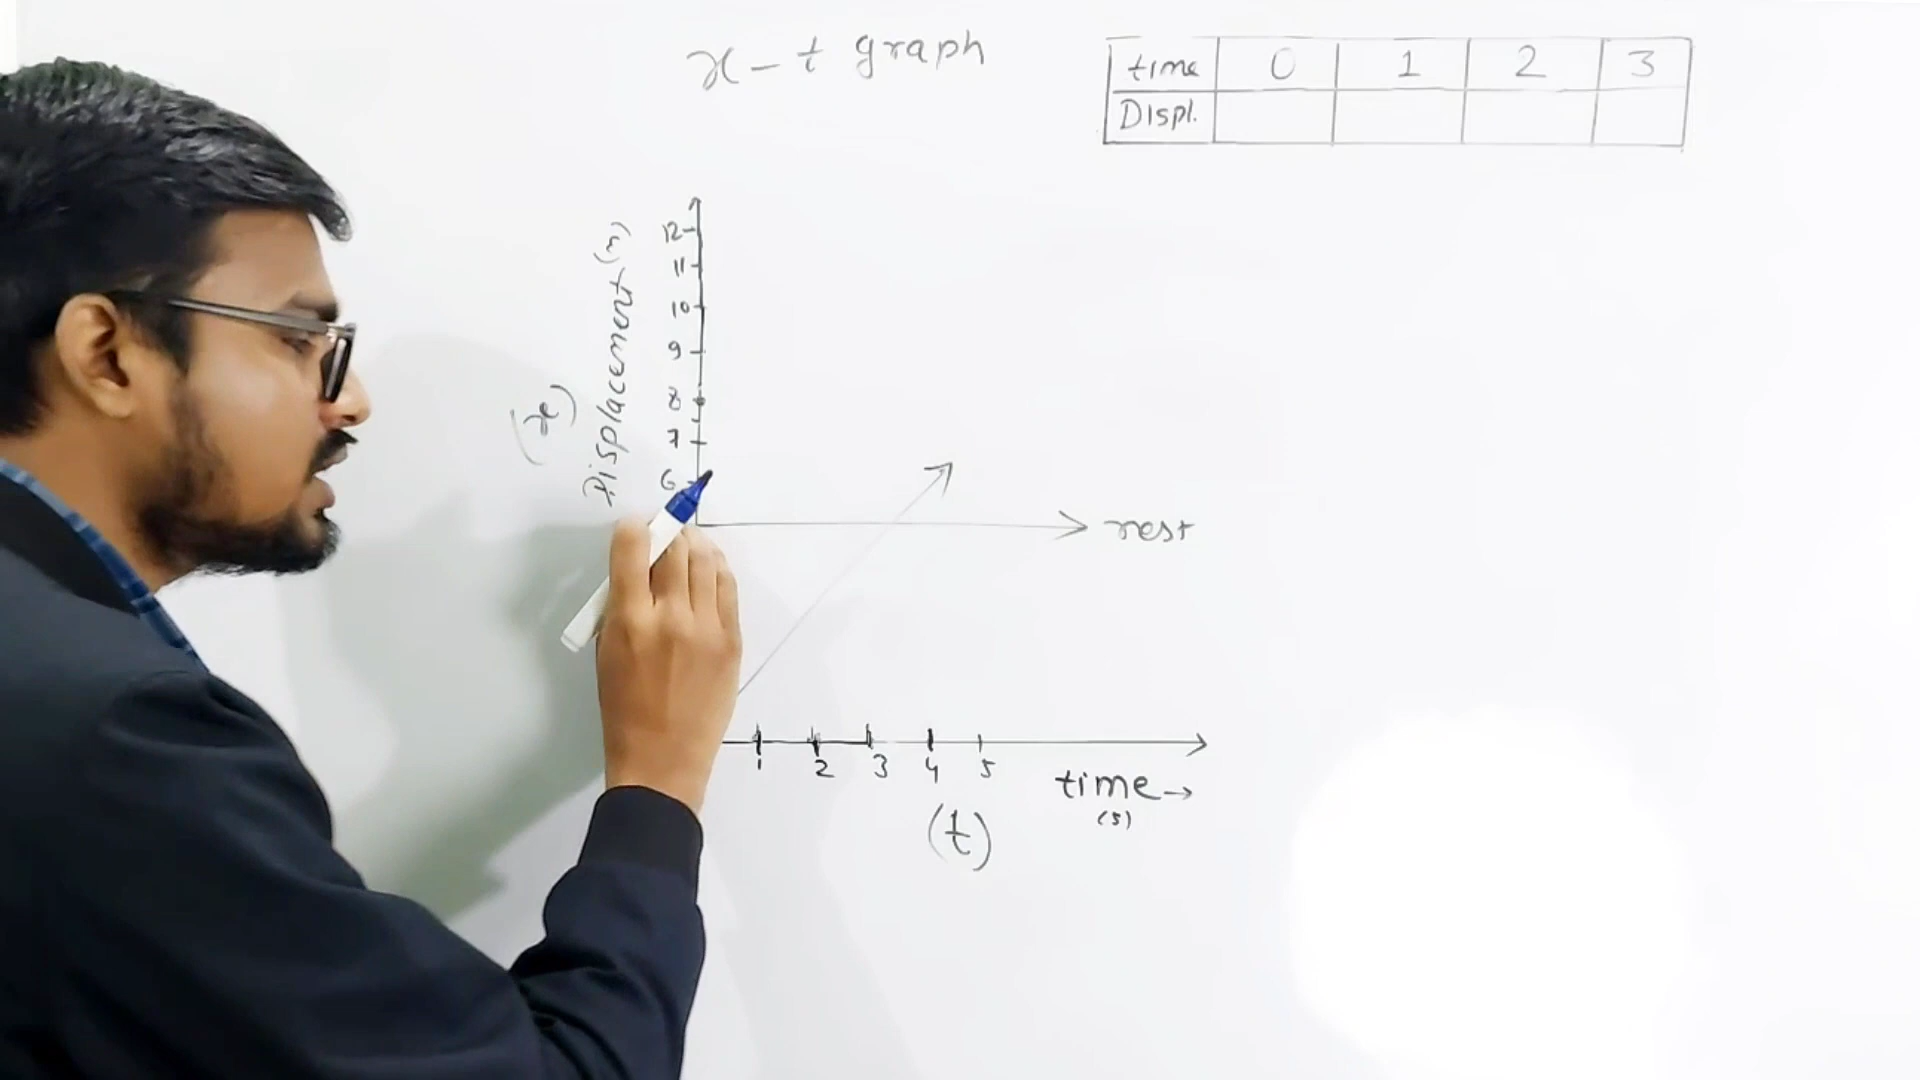 x - t graph
time 0 1 2 3
Displ.
12
11
10
9
8
7
6
Displacement (m)
(x)
rest
1 2 3 4 5
time →
(s)
(t)